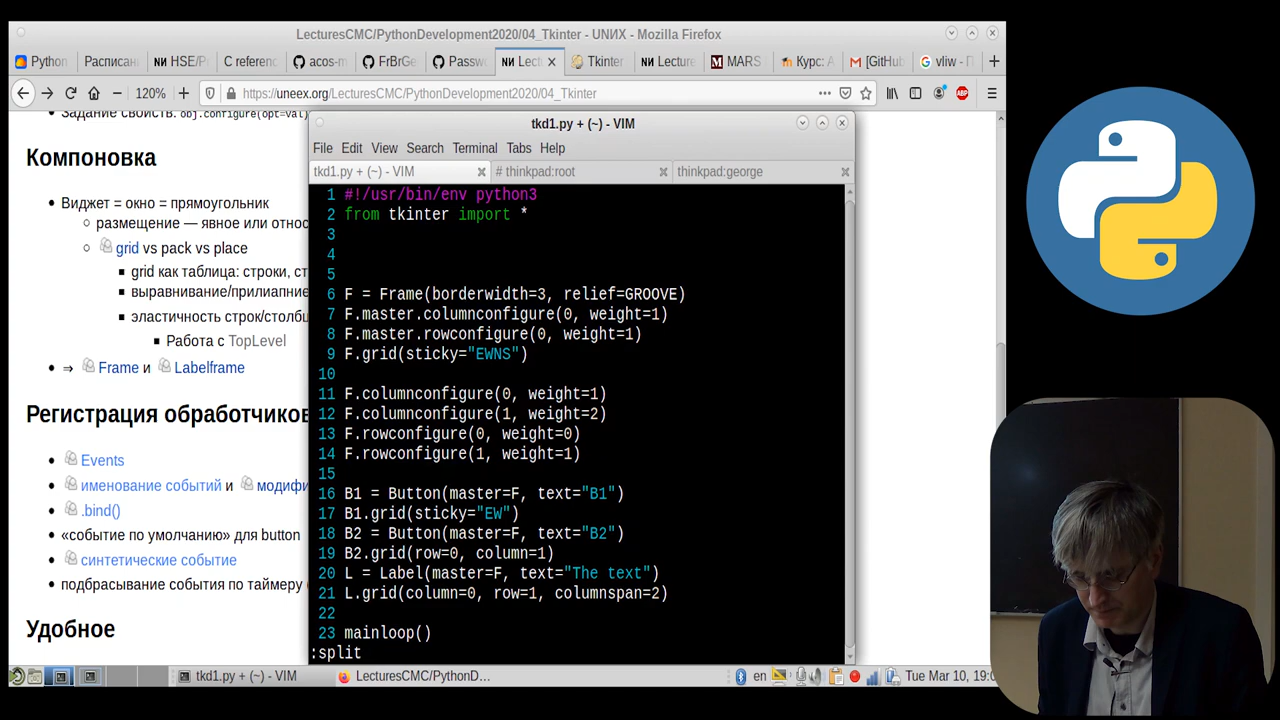 LecturesCMC/PythonDevelopment2020/04_Tkinter - UNИX - Mozilla Firefox
Python
Расписан
NИ HSE/P
C referenc
acos-m
FrBrGe
Passw
NИ Lect
Tkinter
NИ Lecture
MARS
Курс: А
[GitHub
vliw - П
120%
https://uneex.org/LecturesCMC/PythonDevelopment2020/04_Tkinter
ABP
Задание свойств: obj.configure(opt=val)
Компоновка
Виджет = окно = прямоугольник
размещение — явное или относ
grid vs pack vs place
grid как таблица: строки, ст
выравнивание/прилипание
эластичность строк/столбц
Работа с TopLevel
⇒ Frame и Labelframe
Регистрация обработчиков
Events
именование событий и модифи
.bind()
«событие по умолчанию» для button
синтетические событие
подбрасывание события по таймеру (
Удобное
tkd1.py + (~) - VIM
File Edit View Search Terminal Tabs Help
tkd1.py + (~) - VIM
# thinkpad:root
thinkpad:george
1 #!/usr/bin/env python3
2 from tkinter import *
3
4
5
6 F = Frame(borderwidth=3, relief=GROOVE)
7 F.master.columnconfigure(0, weight=1)
8 F.master.rowconfigure(0, weight=1)
9 F.grid(sticky="EWNS")
10
11 F.columnconfigure(0, weight=1)
12 F.columnconfigure(1, weight=2)
13 F.rowconfigure(0, weight=0)
14 F.rowconfigure(1, weight=1)
15
16 B1 = Button(master=F, text="B1")
17 B1.grid(sticky="EW")
18 B2 = Button(master=F, text="B2")
19 B2.grid(row=0, column=1)
20 L = Label(master=F, text="The text")
21 L.grid(column=0, row=1, columnspan=2)
22
23 mainloop()
:split
tkd1.py + (~) - VIM
LecturesCMC/PythonD...
en
Tue Mar 10, 19:0